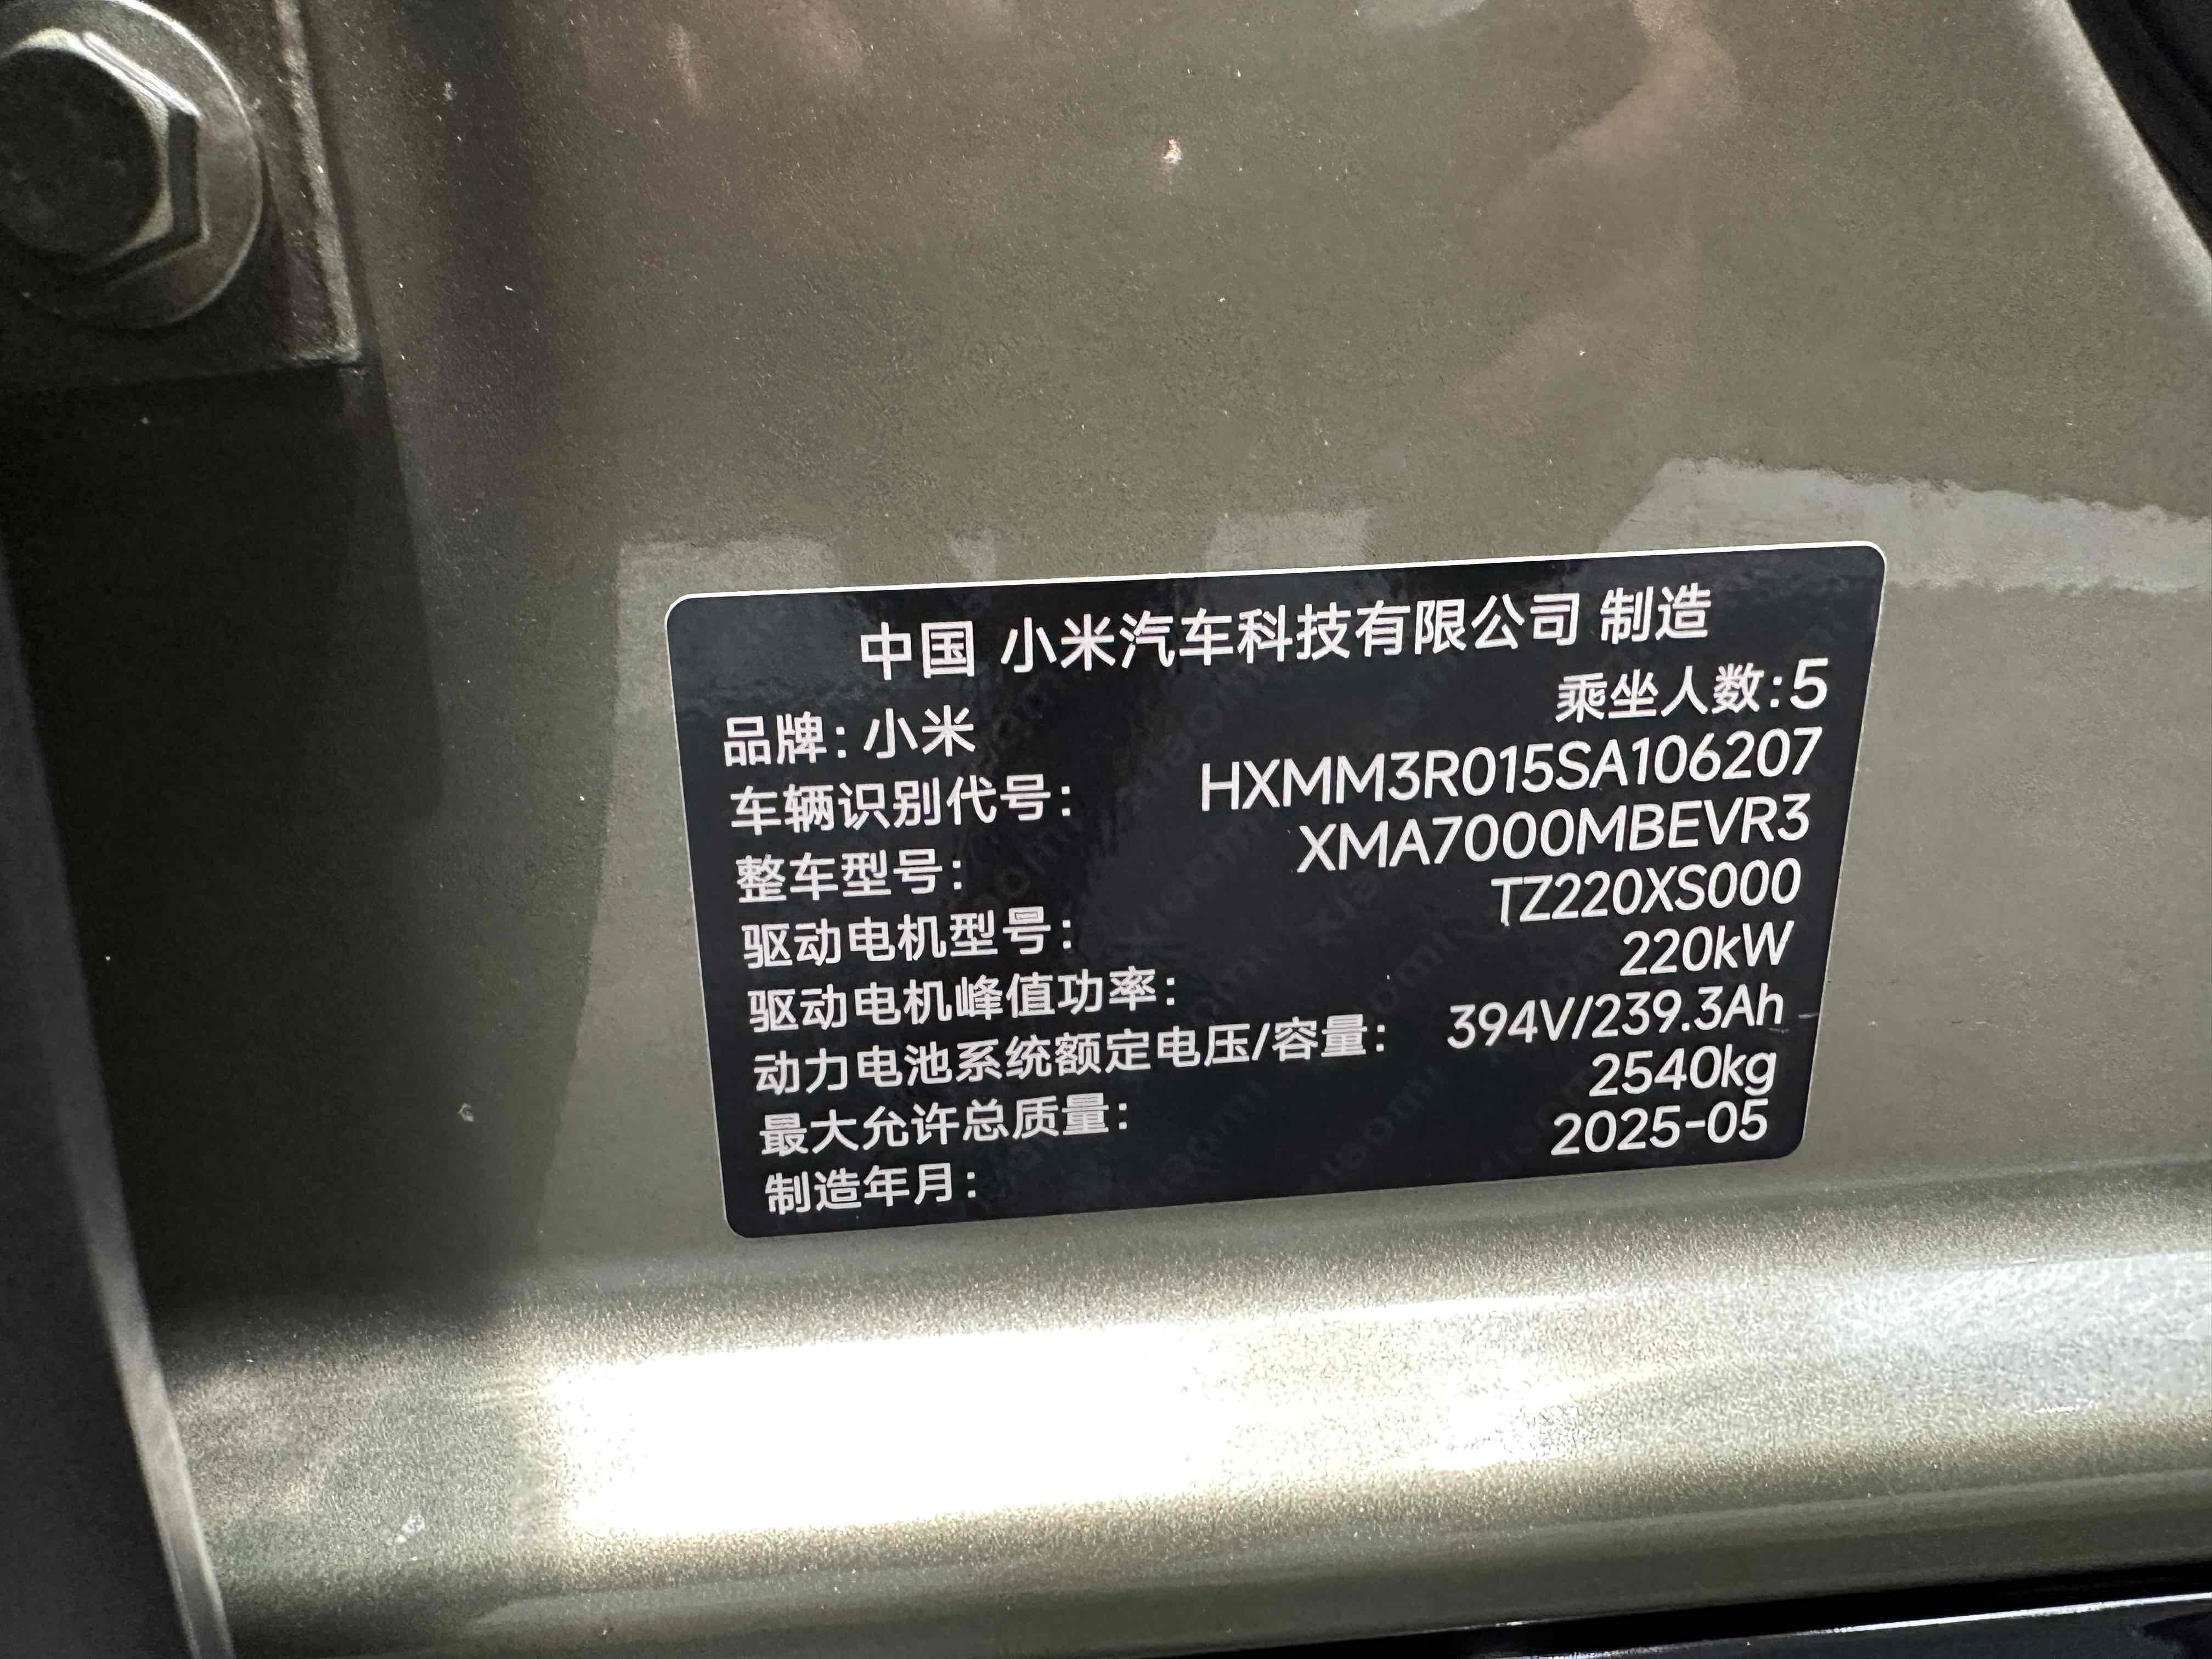 中国 小米汽车科技有限公司 制造
品牌：小米 乘坐人数：5
车辆识别代号： HXMM3R015SA106207
整车型号： XMA7000MBEVR3
驱动电机型号： TZ220XS000
驱动电机峰值功率： 220kW
动力电池系统额定电压/容量： 394V/239.3Ah
最大允许总质量： 2540kg
制造年月： 2025-05